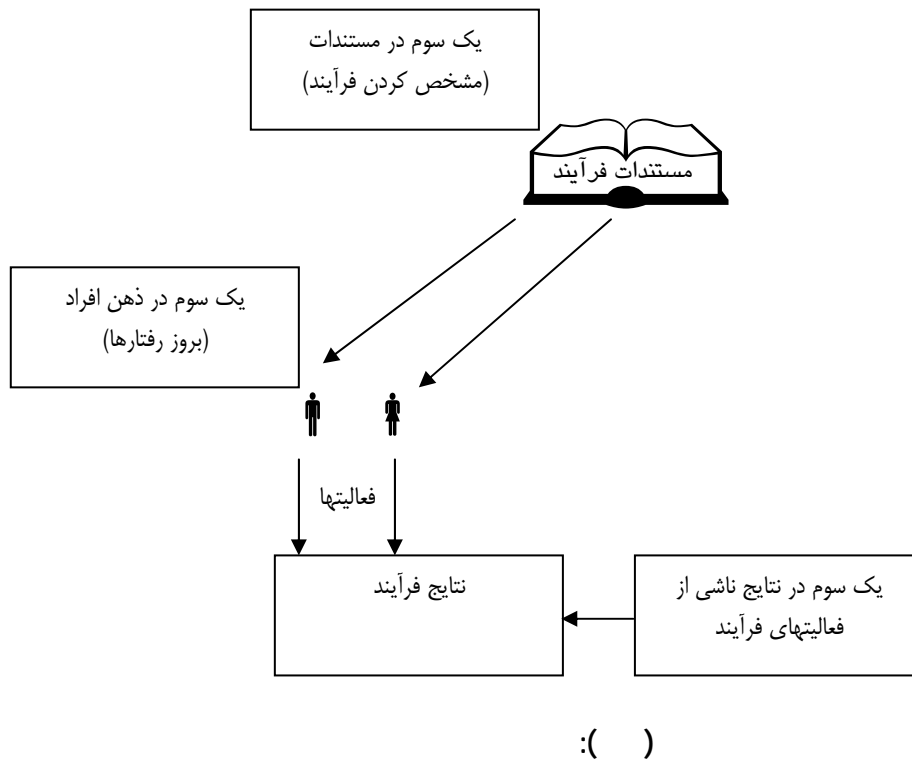 یک سوم در مستندات
(مشخص کردن فرآیند)
مستندات فرآیند
یک سوم در ذهن افراد
(بروز رفتارها)
فعالیتها
نتایج فرآیند
یک سوم در نتایج ناشی از
فعالیتهای فرآیند
(    ):